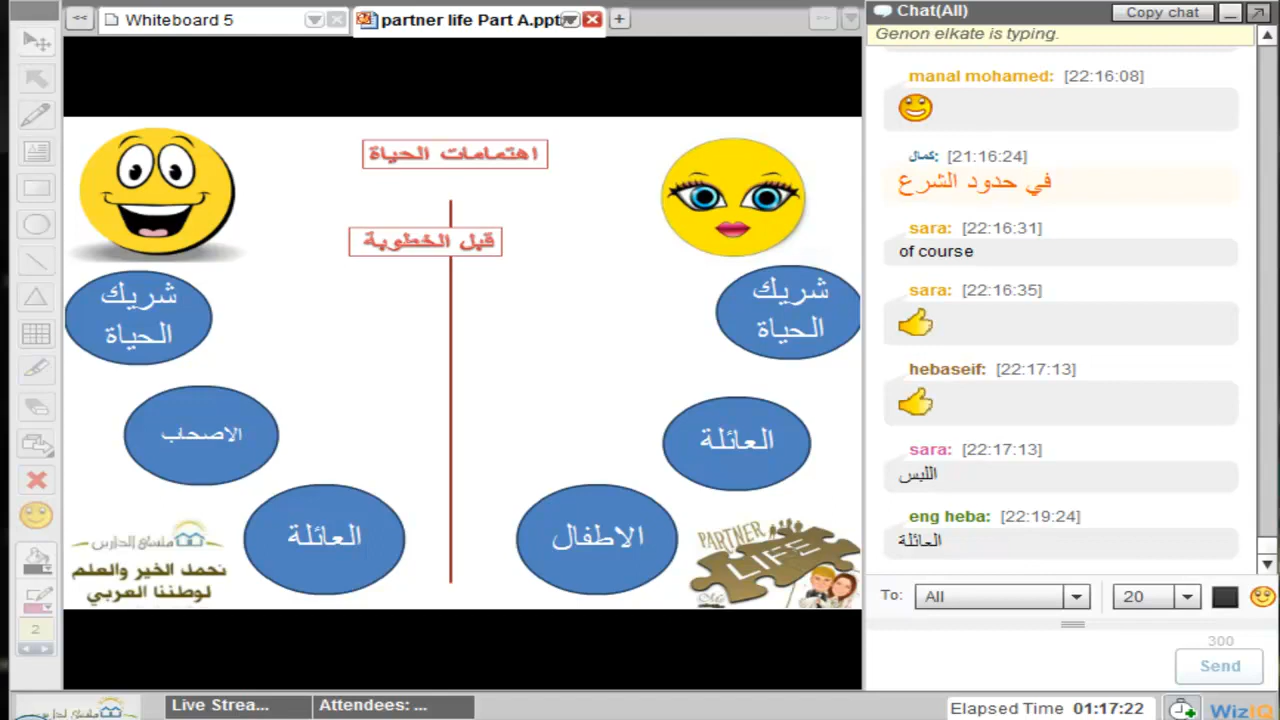 Whiteboard 5
partner life Part A.ppt
Chat(All)
Copy chat
Genon elkate is typing.
اهتمامات الحياة
قبل الخطوبة
شريك
الحياة
شريك
الحياة
الاصحاب
العائلة
العائلة
الاطفال
ملتقى الدارس
نحمل الخير والعلم
لوطننا العربي
PARTNER
LIFE
manal mohamed: [22:16:08]
كمال: [21:16:24]
في حدود الشرع
sara: [22:16:31]
of course
sara: [22:16:35]
hebaseif: [22:17:13]
sara: [22:17:13]
اللبس
eng heba: [22:19:24]
العائلة
To: All 20
300
Send
2
Live Strea...
Attendees: ...
Elapsed Time 01:17:22
WizIQ